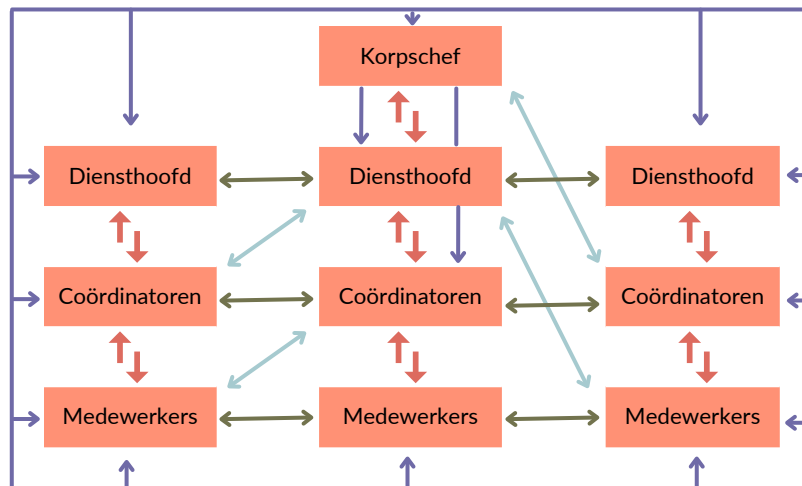 Korpschef
Diensthoofd
Diensthoofd
Diensthoofd
Coördinatoren
Coördinatoren
Coördinatoren
Medewerkers
Medewerkers
Medewerkers